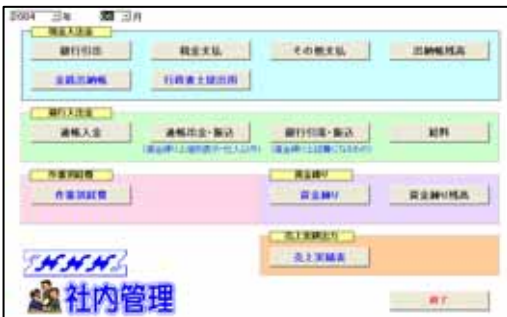 2004 年 月
現金入出金
銀行引出 現金支払 その他支払 出納帳残高
金銭出納帳 行政書士提出用
銀行入出金
通帳入金 通帳出金・振込 銀行引落・振込 給料
作業別経費 資金繰り
作業別経費 資金繰り 資金繰り残高
売上実績出力
売上実績表
社内管理
終了